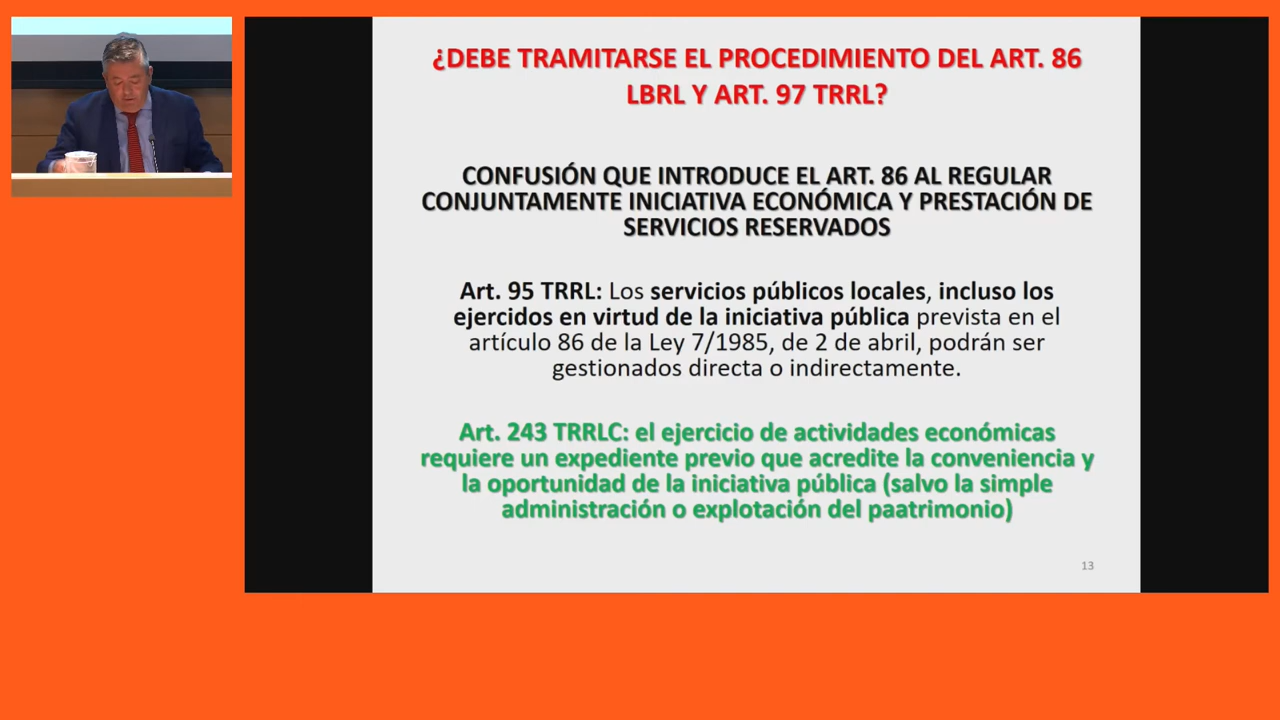 ¿DEBE TRAMITARSE EL PROCEDIMIENTO DEL ART. 86
LBRL Y ART. 97 TRRL?
CONFUSIÓN QUE INTRODUCE EL ART. 86 AL REGULAR
CONJUNTAMENTE INICIATIVA ECONÓMICA Y PRESTACIÓN DE
SERVICIOS RESERVADOS
Art. 95 TRRL: Los servicios públicos locales, incluso los
ejercidos en virtud de la iniciativa pública prevista en el
artículo 86 de la Ley 7/1985, de 2 de abril, podrán ser
gestionados directa o indirectamente.
Art. 243 TRRLC: el ejercicio de actividades económicas
requiere un expediente previo que acredite la conveniencia y
la oportunidad de la iniciativa pública (salvo la simple
administración o explotación del paatrimonio)
13